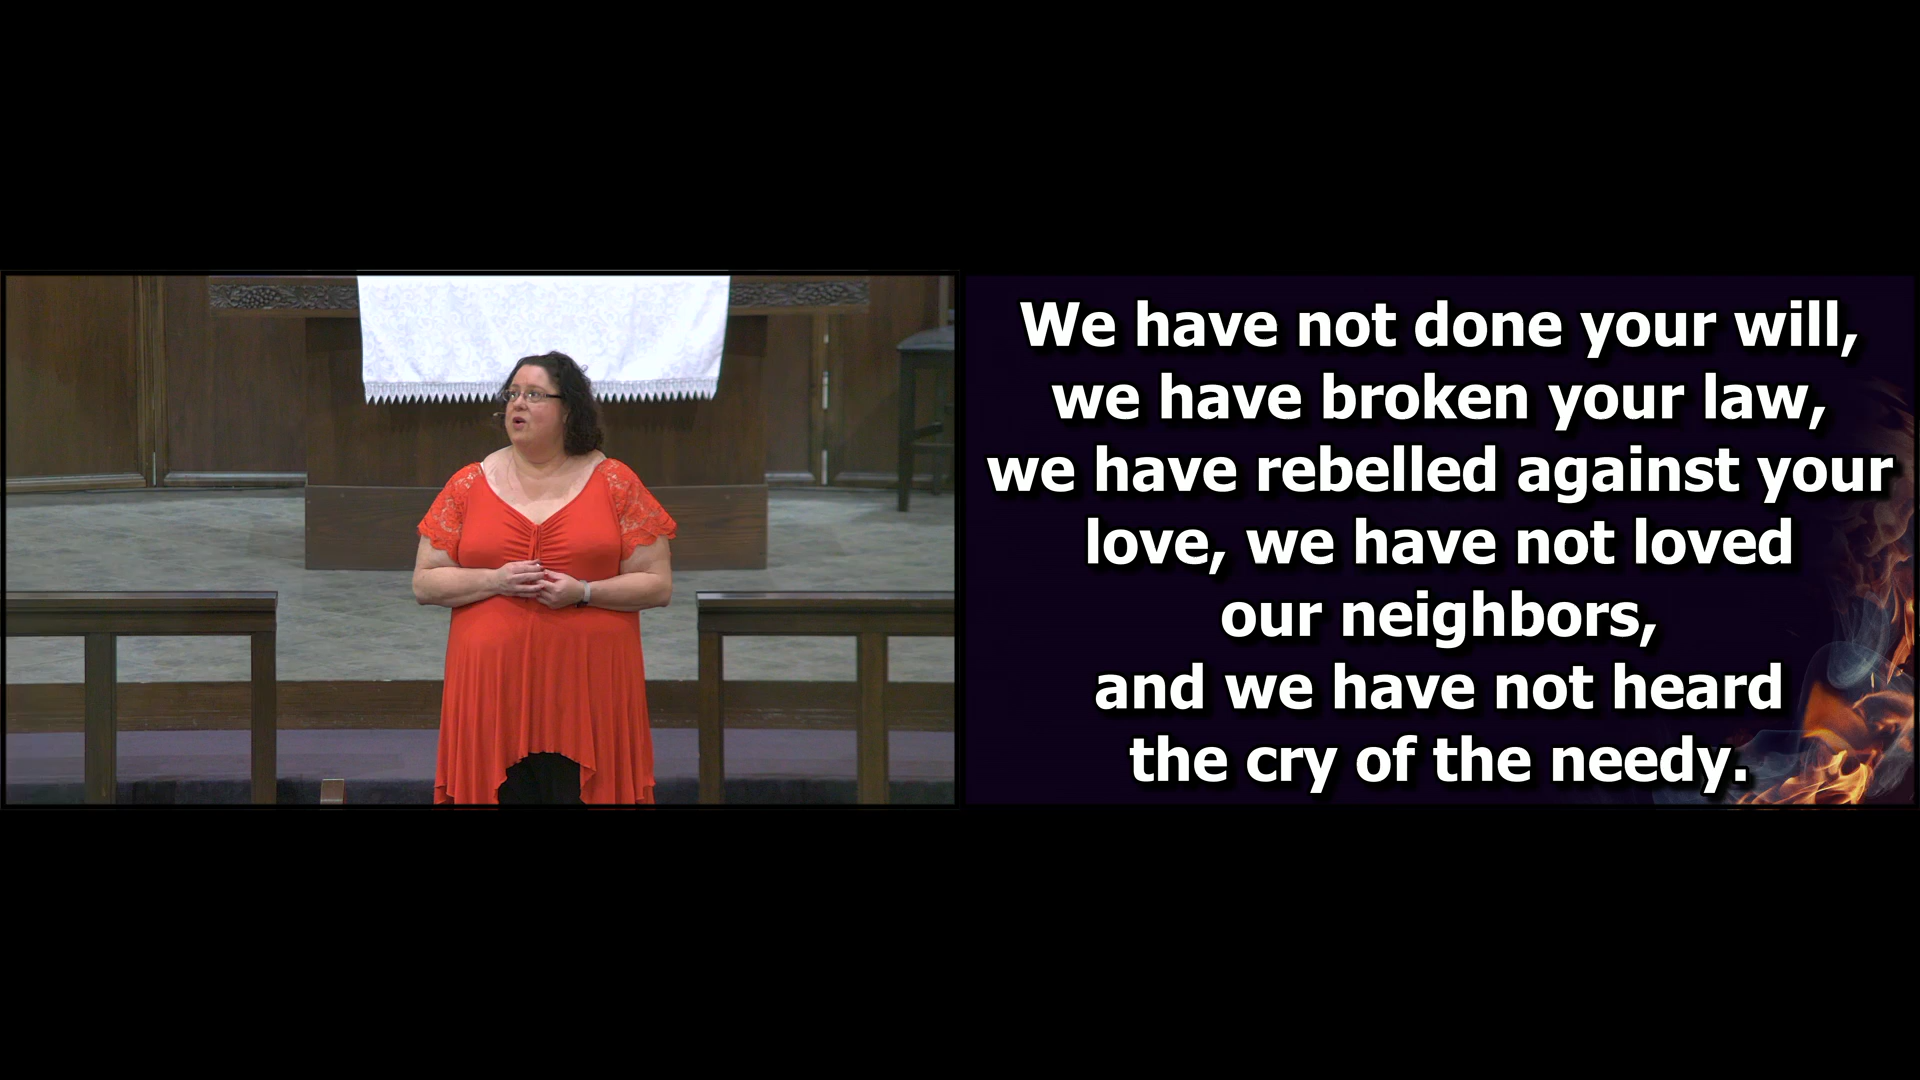 We have not done your will,
we have broken your law,
we have rebelled against your
love, we have not loved
our neighbors,
and we have not heard
the cry of the needy.